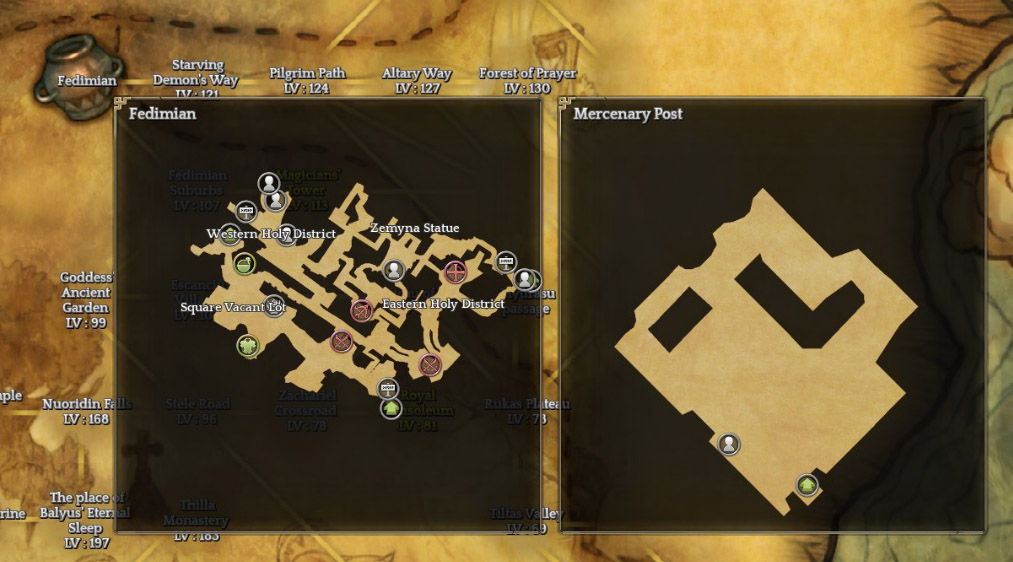 Fedimian
Starving
Demon's Way
LV : 121
Pilgrim Path
LV : 124
Altary Way
LV : 127
Forest of Prayer
LV : 130
Fedimian
Mercenary Post
Fedimian
Suburbs
LV : 107
Magicians'
Tower
LV : 113
Western Holy District
Zemyna Statue
Goddess'
Ancient
Garden
LV : 99
Square Vacant Lot
Eastern Holy District
passage
Nuoridin Falls
LV : 168
Stele Road
LV : 96
Zachariel
Crossroad
LV : 78
Royal
LV : 81
Rukas Plateau
The place of
Balyus' Eternal
Sleep
LV : 197
Thilla
Monastery
LV : 183
Tiltas Valley
LV : 69